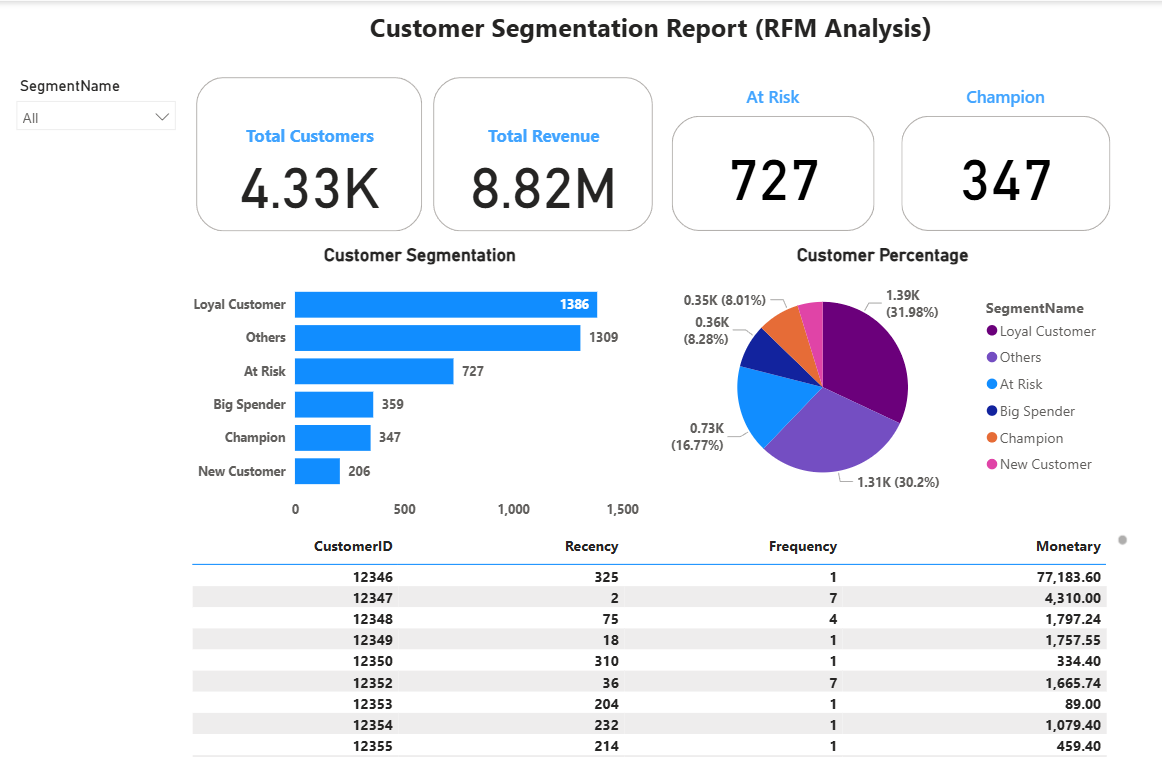 Customer Segmentation Report (RFM Analysis)
SegmentName
All
Total Customers
4.33K
Total Revenue
8.82M
At Risk
727
Champion
347
Customer Segmentation
Loyal Customer 1386
Others 1309
At Risk 727
Big Spender 359
Champion 347
New Customer 206
0 500 1,000 1,500
Customer Percentage
0.35K (8.01%)
0.36K
(8.28%)
0.73K
(16.77%)
1.39K
(31.98%)
1.31K (30.2%)
SegmentName
Loyal Customer
Others
At Risk
Big Spender
Champion
New Customer
CustomerID Recency Frequency Monetary
12346 325 1 77,183.60
12347 2 7 4,310.00
12348 75 4 1,797.24
12349 18 1 1,757.55
12350 310 1 334.40
12352 36 7 1,665.74
12353 204 1 89.00
12354 232 1 1,079.40
12355 214 1 459.40